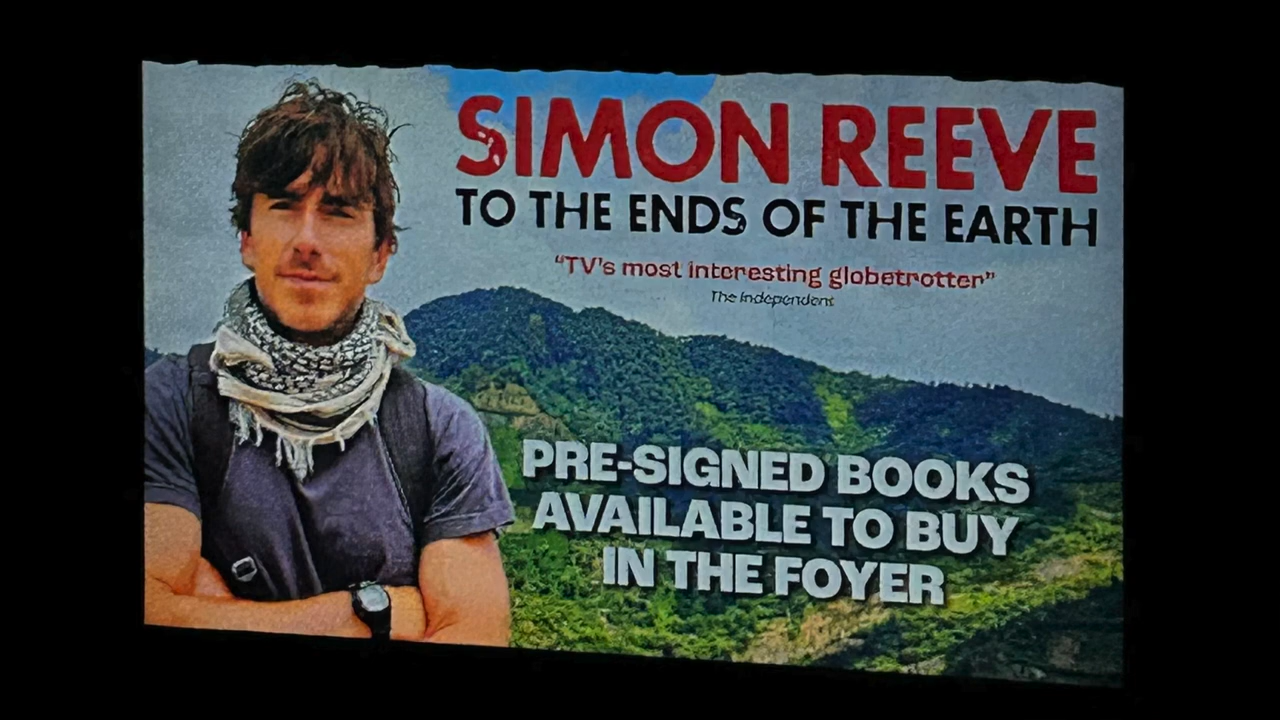 SIMON REEVE
TO THE ENDS OF THE EARTH
“TV's most interesting globetrotter”
The Independent
PRE-SIGNED BOOKS
AVAILABLE TO BUY
IN THE FOYER